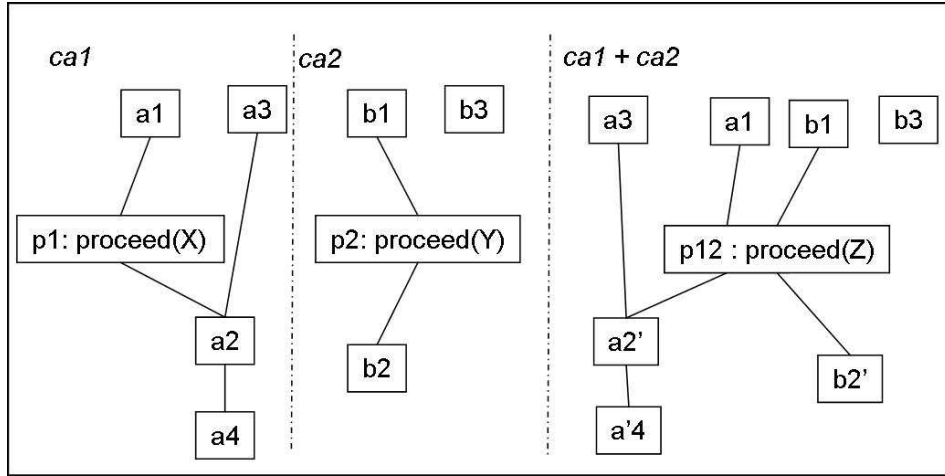 ca1
a1
a3
p1: proceed(X)
a2
a4
ca2
b1
b3
p2: proceed(Y)
b2
ca1 + ca2
a3
a1
b1
b3
p12 : proceed(Z)
a2’
b2’
a’4